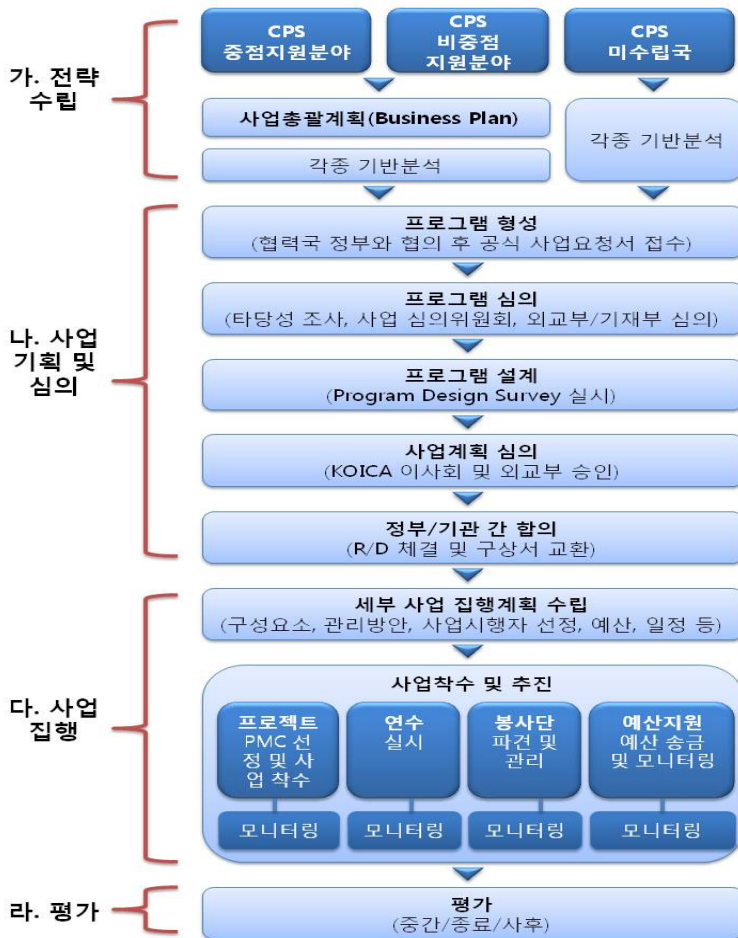 CPS
중점지원분야
CPS
비중점
지원분야
CPS
미수립국
가. 전략
수립
사업총괄계획(Business Plan)
각종 기반분석
각종 기반분석
나. 사업
기획 및
심의
프로그램 형성
(협력국 정부와 협의 후 공식 사업요청서 접수)
프로그램 심의
(타당성 조사, 사업 심의위원회, 외교부/기재부 심의)
프로그램 설계
(Program Design Survey 실시)
사업계획 심의
(KOICA 이사회 및 외교부 승인)
정부/기관 간 합의
(R/D 체결 및 구상서 교환)
다. 사업
집행
세부 사업 집행계획 수립
(구성요소, 관리방안, 사업시행자 선정, 예산, 일정 등)
사업착수 및 추진
프로젝트
PMC 선
정 및 사
업 착수
연수
실시
봉사단
파견 및
관리
예산지원
예산 송금
및 모니터링
모니터링
모니터링
모니터링
모니터링
라. 평가
평가
(중간/종료/사후)